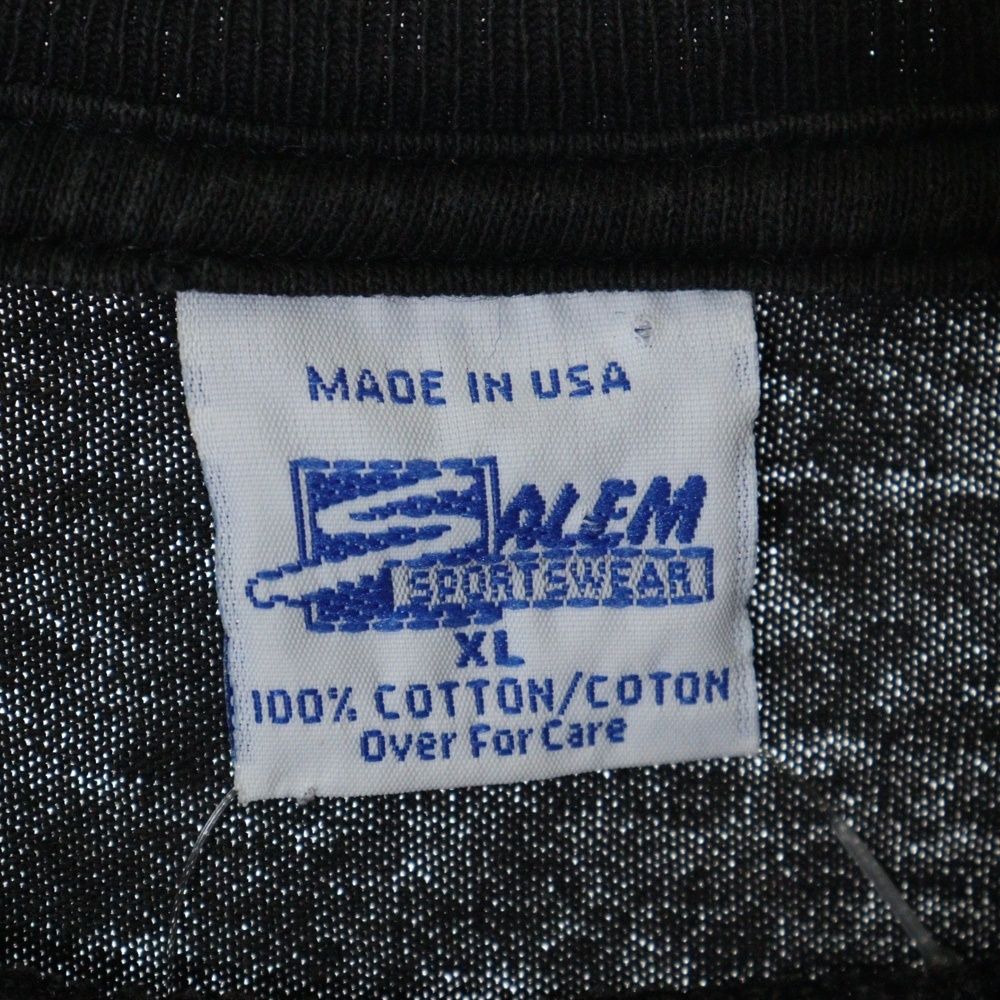 MADE IN USA
SALEM
SPORTSWEAR
XL
100% COTTON/COTON
Over For Care